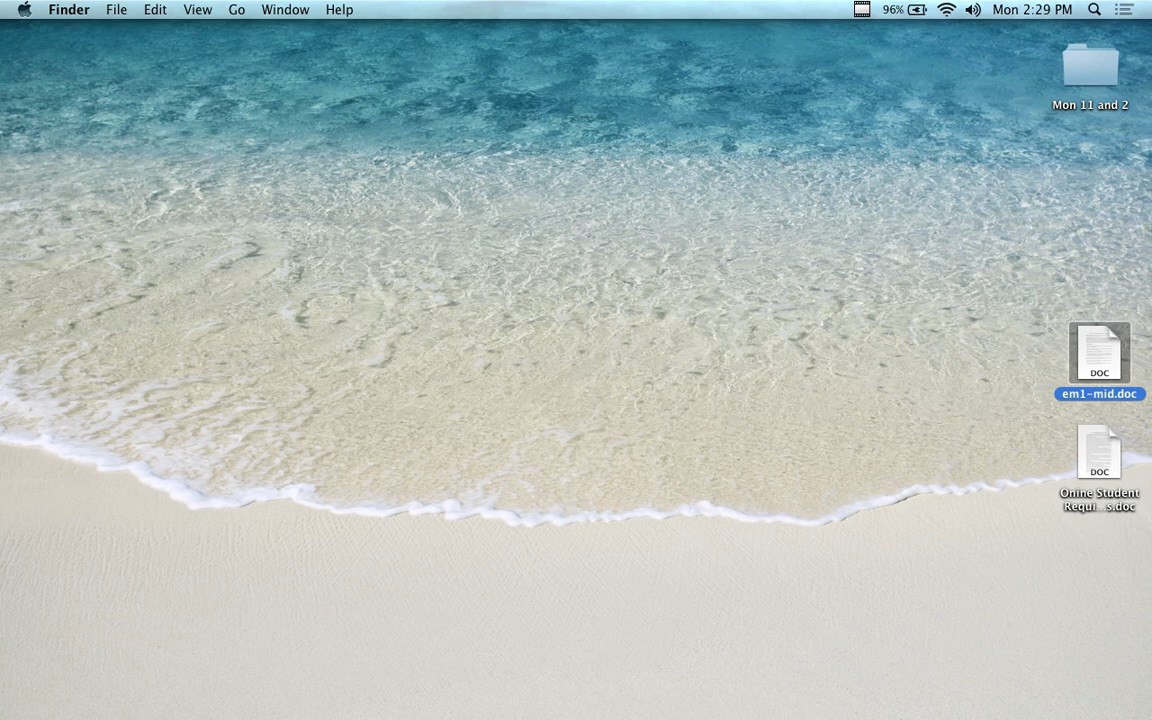 Finder File Edit View Go Window Help 96% Mon 2:29 PM
Mon 11 and 2
DOC
em1-mid.doc
DOC
Onine Student
Requi...s.doc